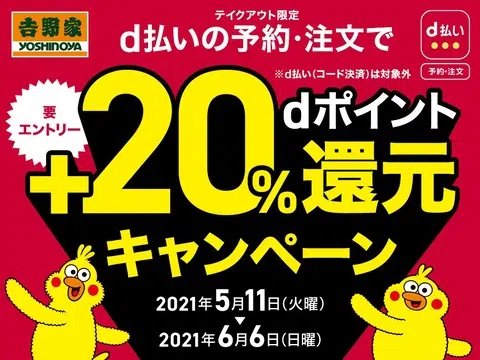 吉野家
YOSHINOYA
テイクアウト限定
d払いの予約・注文で
※d払い(コード決済)は対象外
d払い
予約・注文
要
エントリー
+20%
dポイント
還元
キャンペーン
2021年5月11日(火曜)
2021年6月6日(日曜)